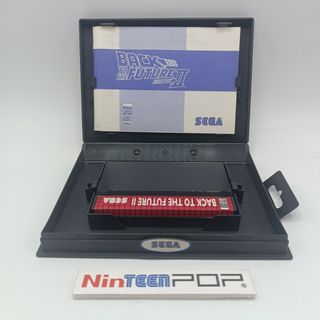 BACK TO
THE
FUTURE II
SEGA
BACK TO THE FUTURE II
SEGA
SEGA
NinTEENPOP
®